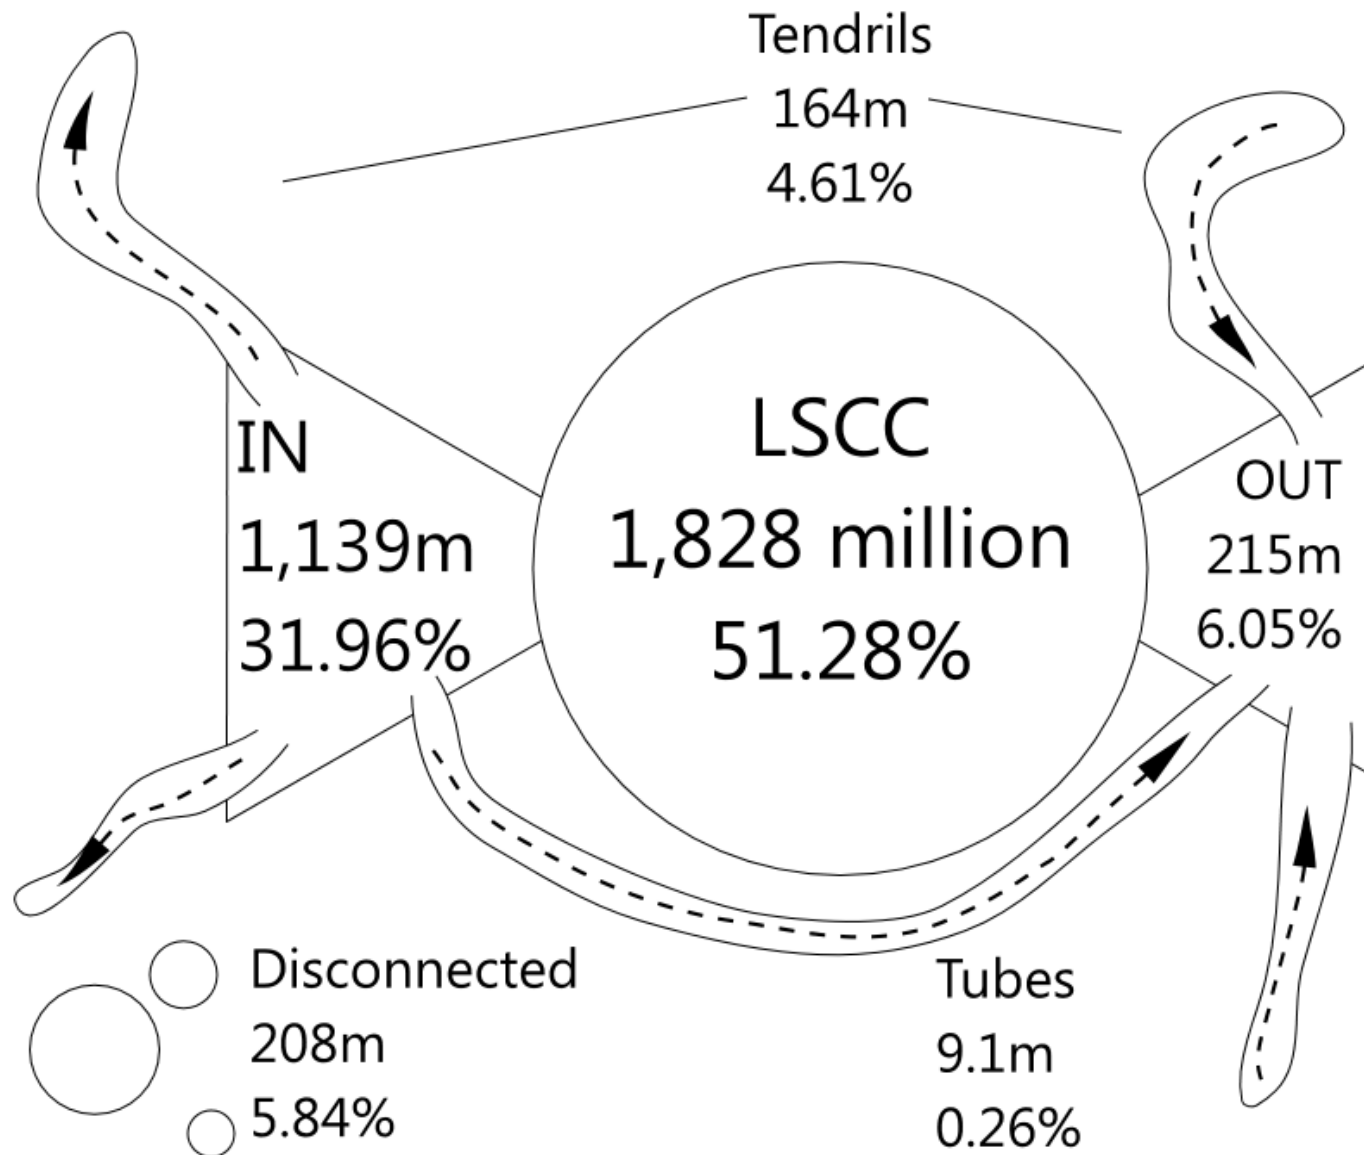 Tendrils
164m
4.61%
LSCC
1,828 million
51.28%
IN
1,139m
31.96%
OUT
215m
6.05%
Disconnected
208m
5.84%
Tubes
9.1m
0.26%